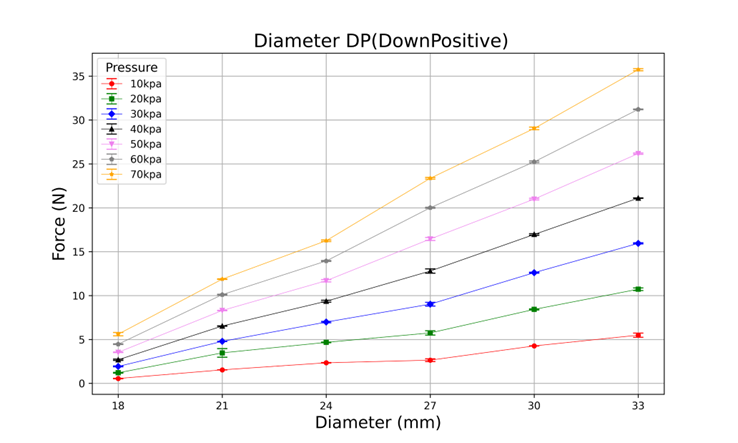 Diameter DP(DownPositive)
Pressure
10kpa
20kpa
30kpa
40kpa
50kpa
60kpa
70kpa
Force (N)
35
30
25
20
15
10
5
0
18 21 24 27 30 33
Diameter (mm)